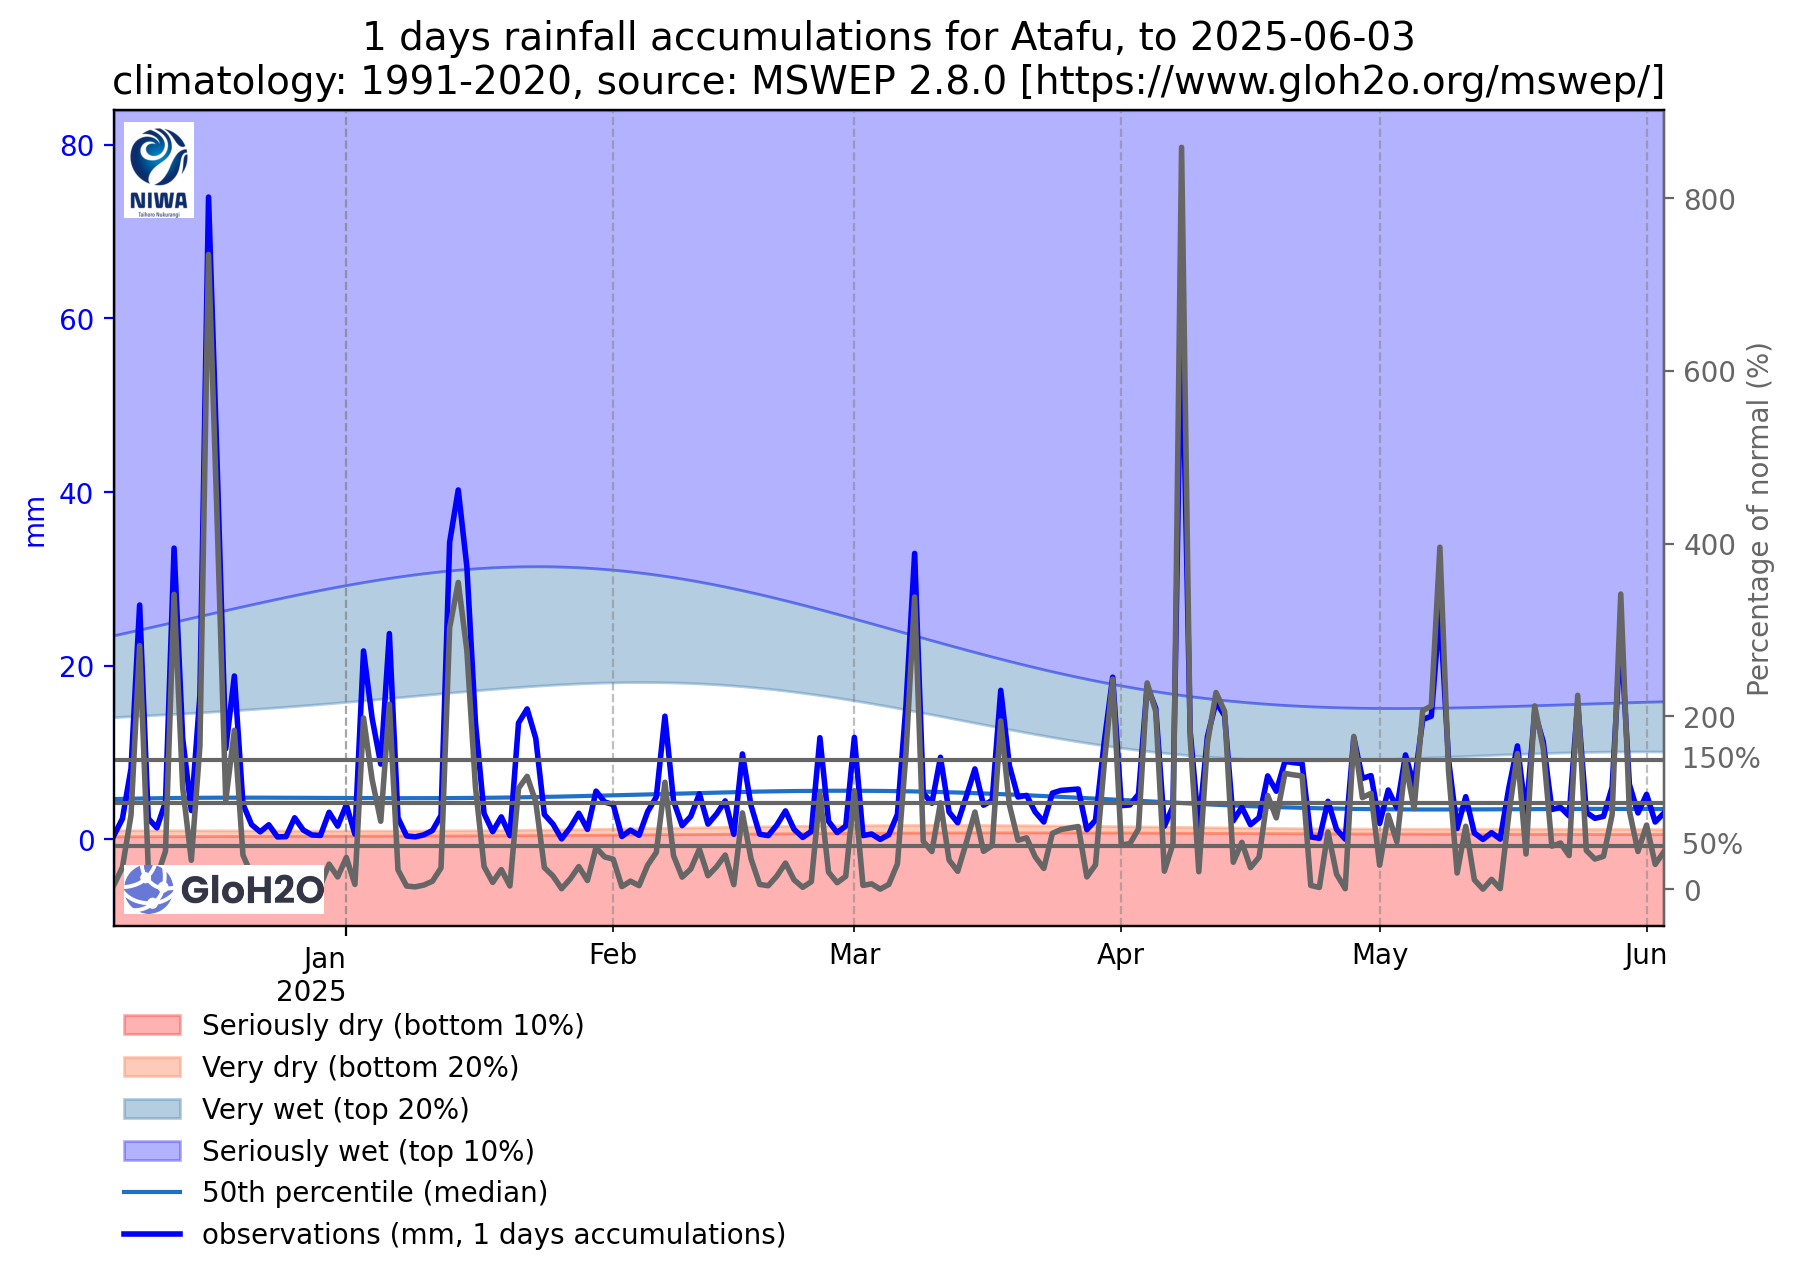 1 days rainfall accumulations for Atafu, to 2025-06-03
climatology: 1991-2020, source: MSWEP 2.8.0 [https://www.gloh2o.org/mswep/]
NIWA
Taihoro Nukurangi
80
60
40
20
0
mm
800
600
400
200
150%
50%
0
Percentage of normal (%)
GloH2O
Jan
2025
Feb
Mar
Apr
May
Jun
Seriously dry (bottom 10%)
Very dry (bottom 20%)
Very wet (top 20%)
Seriously wet (top 10%)
50th percentile (median)
observations (mm, 1 days accumulations)